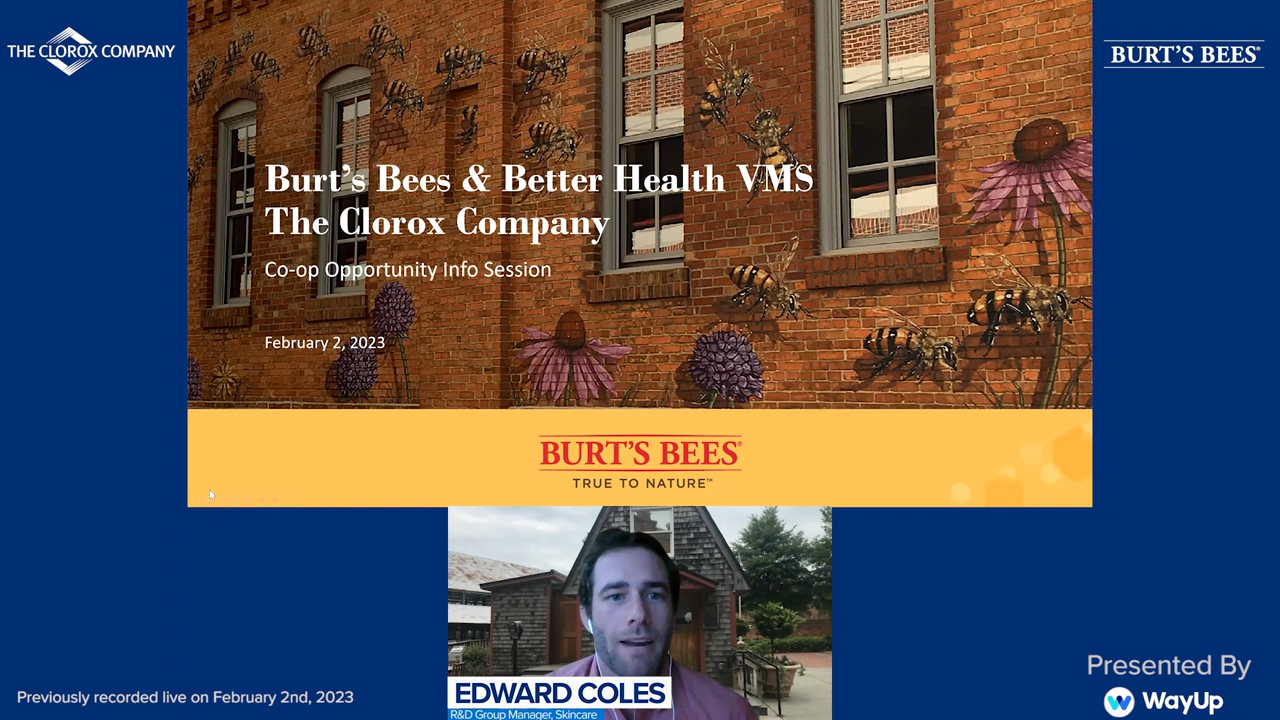 THE CLOROX COMPANY
BURT'S BEES®
Burt's Bees & Better Health VMS
The Clorox Company
Co-op Opportunity Info Session
February 2, 2023
BURT'S BEES®
TRUE TO NATURE™
EDWARD COLES
R&D Group Manager, Skincare
Previously recorded live on February 2nd, 2023
Presented By
WayUp